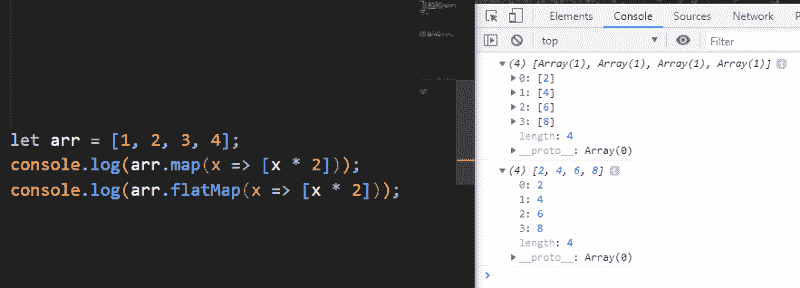 let arr = [1, 2, 3, 4];
console.log(arr.map(x => [x * 2]));
console.log(arr.flatMap(x => [x * 2]));
Elements Console Sources Network
top Filter
(4) [Array(1), Array(1), Array(1), Array(1)]
0: [2]
1: [4]
2: [6]
3: [8]
length: 4
__proto__: Array(0)
(4) [2, 4, 6, 8]
0: 2
1: 4
2: 6
3: 8
length: 4
__proto__: Array(0)